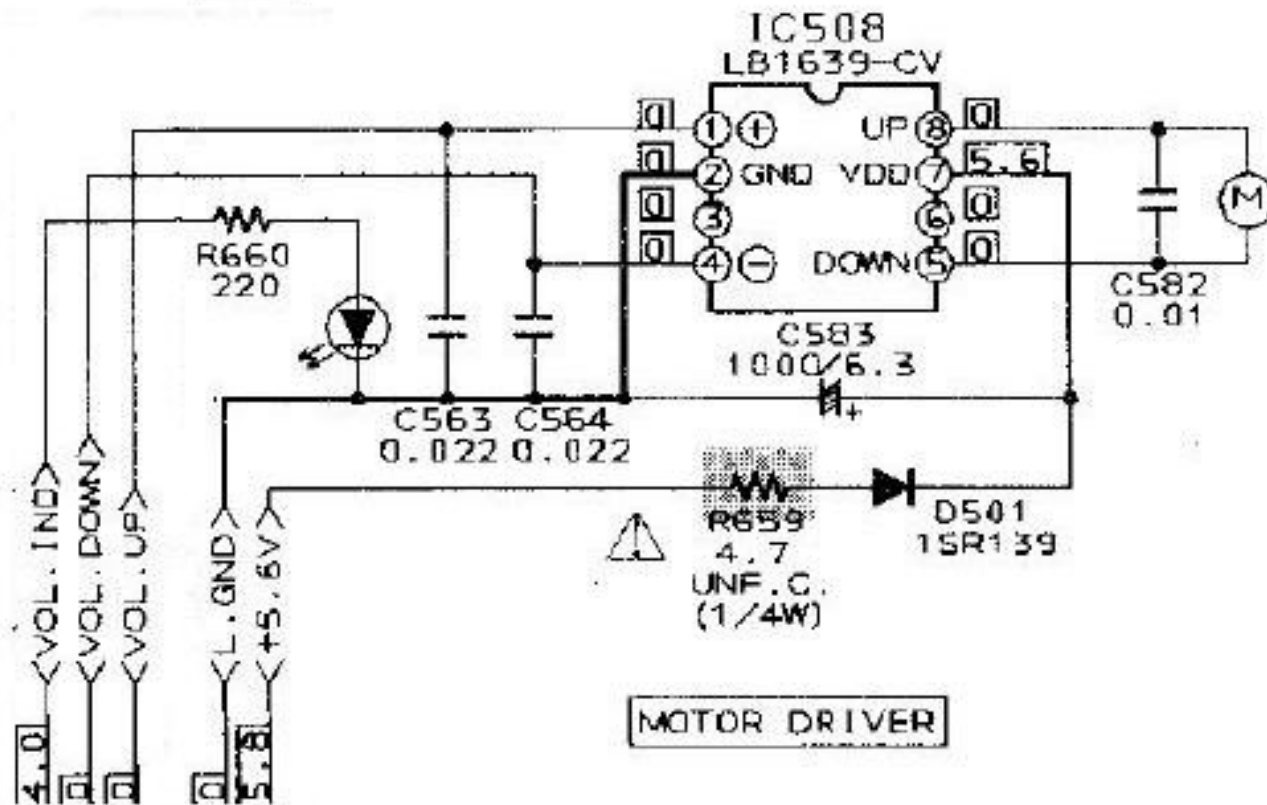 IC508
LB1639-CV
0
1
+
UP
8
0
0
2
GND
VDD
7
5.6
0
3
6
0
0
4
−
DOWN
5
0
M
R660
220
C582
0.01
C583
1000/6.3
+
C563
0.022
C564
0.022
R659
4.7
UNF.C.
(1/4W)
D501
1SR139
VOL.IND
VOL.DOWN
VOL.UP
L.GND
+5.6V
4.0
0
0
0
5.8
MOTOR DRIVER